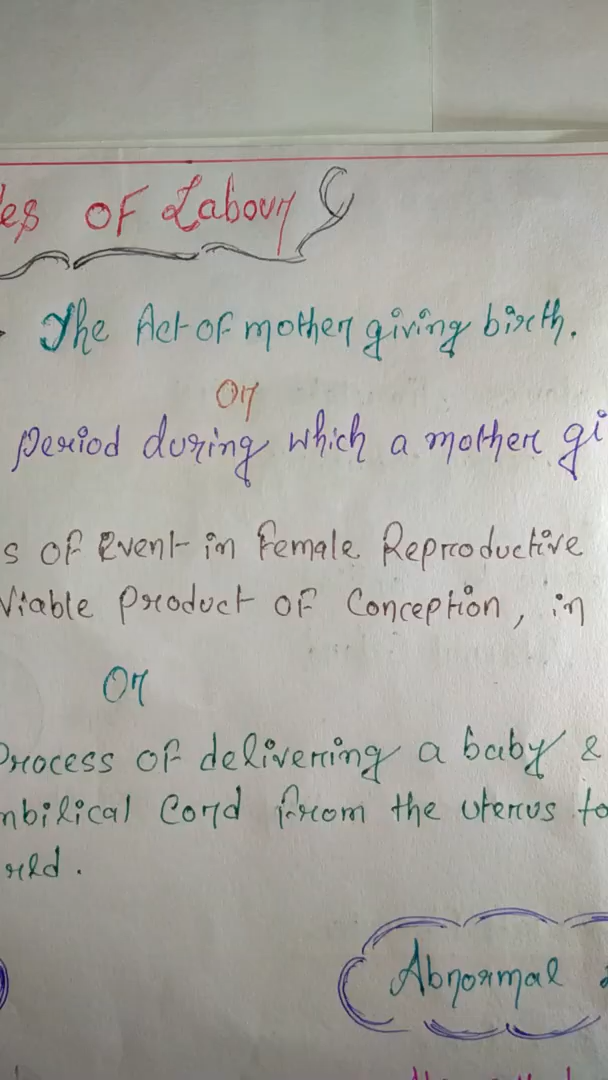 es OF Labour
The Act of mother giving birth.
Or
period during which a mother gi
s of Event in Female Reproductive
Viable Product of Conception, in
Or
Process of delivering a baby &
mbilical Cord from the uterus to
rld.
Abnormal